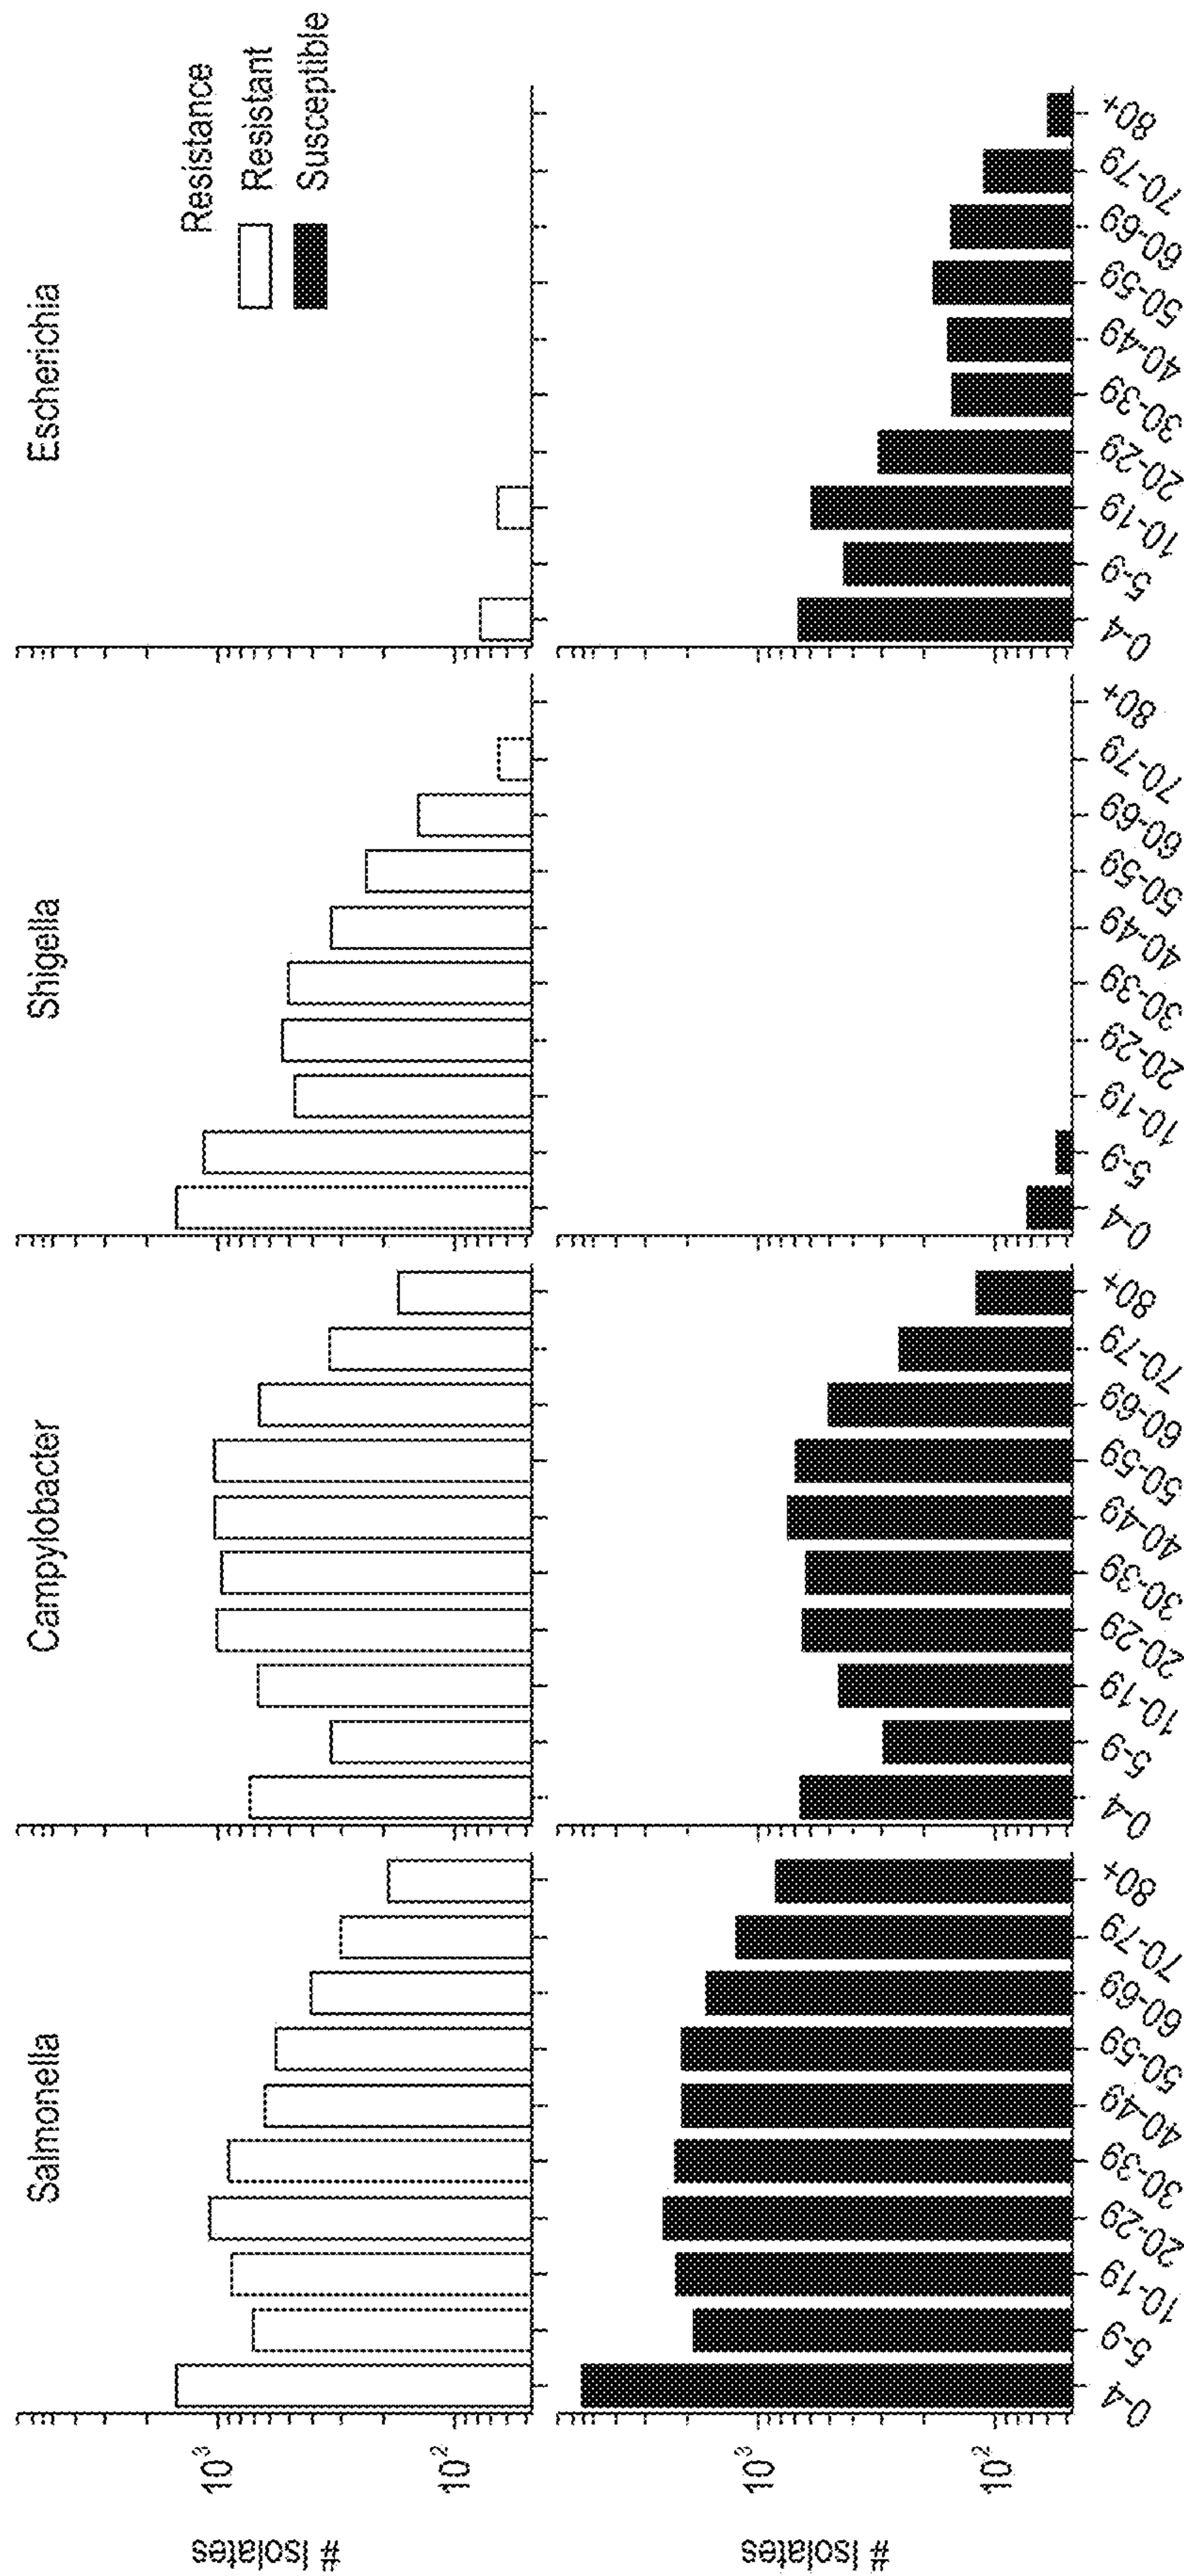 Salmonella
Campylobacter
Shigella
Escherichia
Resistance
Resistant
Susceptible
# Isolates
10³
10²
# Isolates
10³
10²
0-4 5-9 10-19 20-29 30-39 40-49 50-59 60-69 70-79 80+
0-4 5-9 10-19 20-29 30-39 40-49 50-59 60-69 70-79 80+
0-4 5-9 10-19 20-29 30-39 40-49 50-59 60-69 70-79 80+
0-4 5-9 10-19 20-29 30-39 40-49 50-59 60-69 70-79 80+